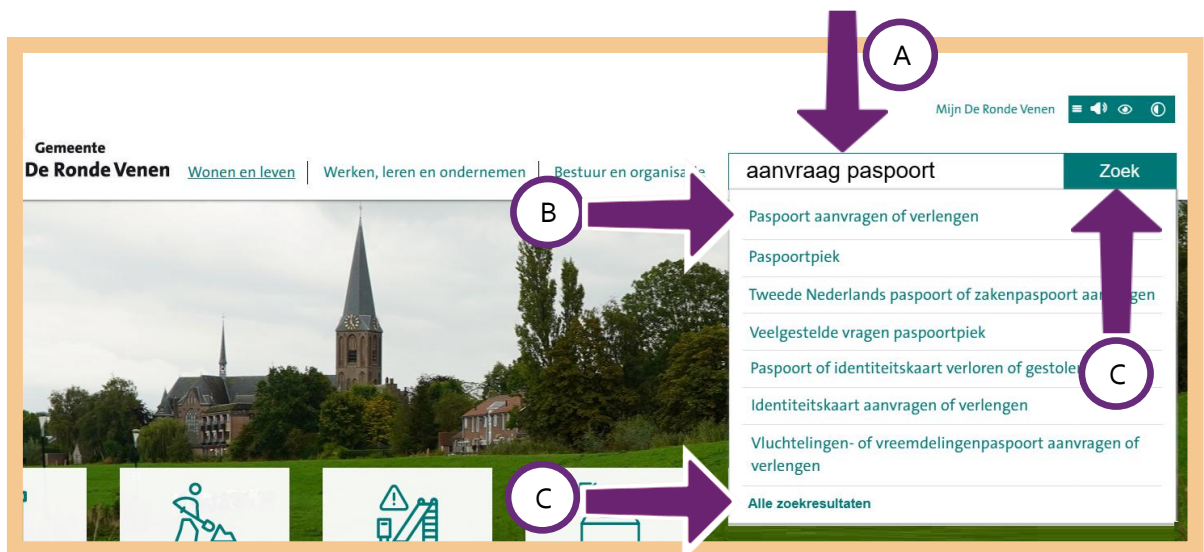 A
Mijn De Ronde Venen
Gemeente
De Ronde Venen
Wonen en leven
Werken, leren en ondernemen
Bestuur en organisatie
aanvraag paspoort
Zoek
B
Paspoort aanvragen of verlengen
Paspoortpiek
Tweede Nederlands paspoort of zakenpaspoort aanvragen
Veelgestelde vragen paspoortpiek
Paspoort of identiteitskaart verloren of gestolen
C
Identiteitskaart aanvragen of verlengen
Vluchtelingen- of vreemdelingenpaspoort aanvragen of
verlengen
C
Alle zoekresultaten